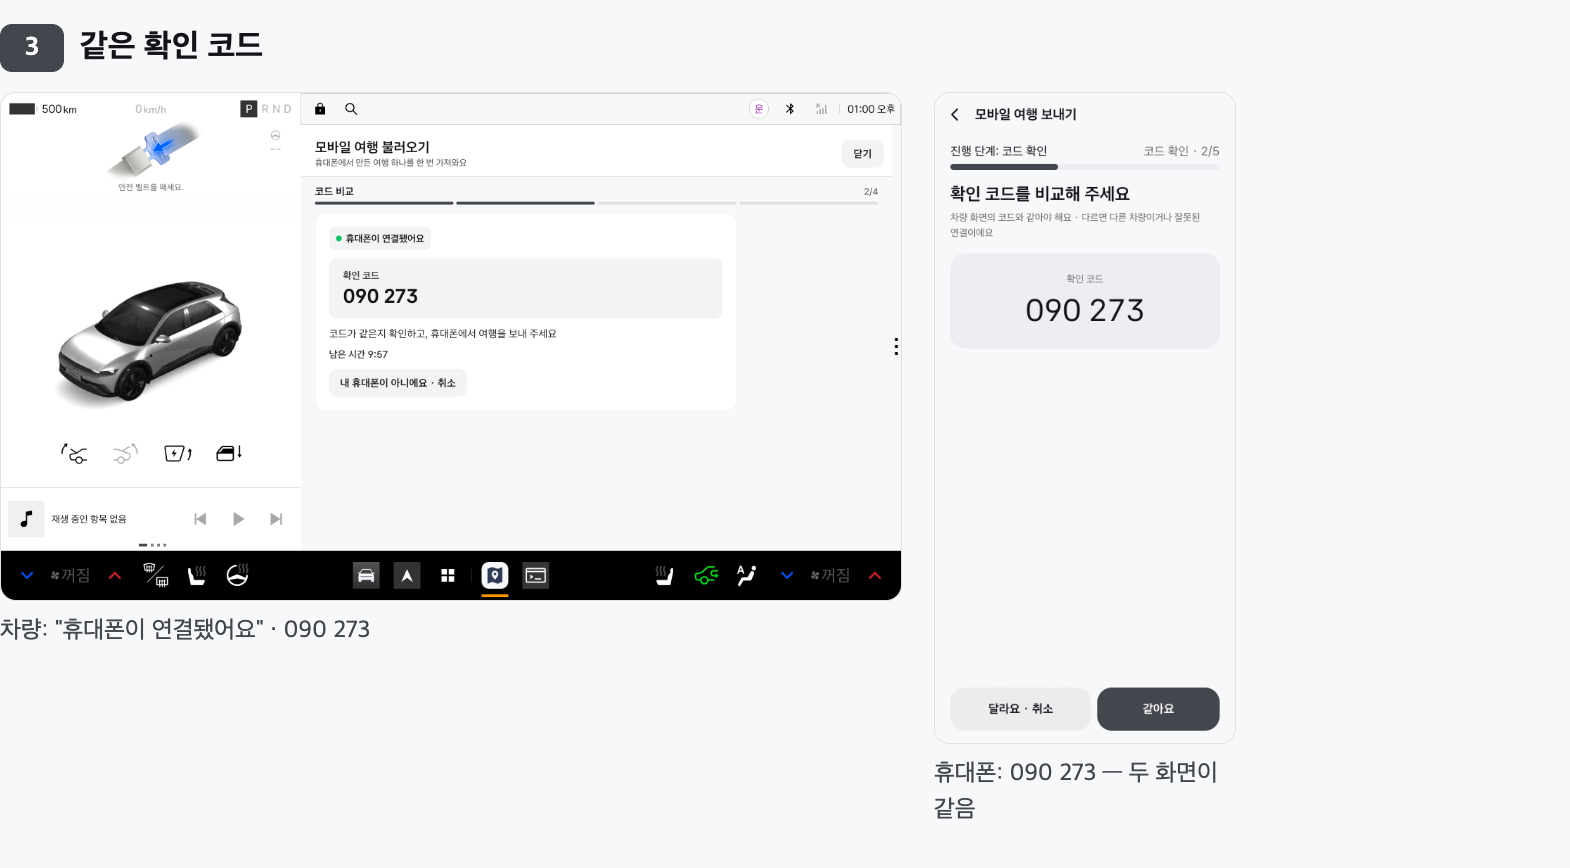 3 같은 확인 코드
500km 0km/h P R N D
안전 벨트를 매세요.
재생 중인 항목 없음
운 01:00 오후
모바일 여행 불러오기
휴대폰에서 만든 여행 하나를 한 번 가져와요
닫기
코드 비교 2/4
휴대폰이 연결됐어요
확인 코드
090 273
코드가 같은지 확인하고, 휴대폰에서 여행을 보내 주세요
남은 시간 9:57
내 휴대폰이 아니에요 · 취소
꺼짐
A
꺼짐
차량: "휴대폰이 연결됐어요" · 090 273
모바일 여행 보내기
진행 단계: 코드 확인 코드 확인 · 2/5
확인 코드를 비교해 주세요
차량 화면의 코드와 같아야 해요 · 다르면 다른 차량이거나 잘못된
연결이에요
확인 코드
090 273
달라요 · 취소
같아요
휴대폰: 090 273 — 두 화면이
같음